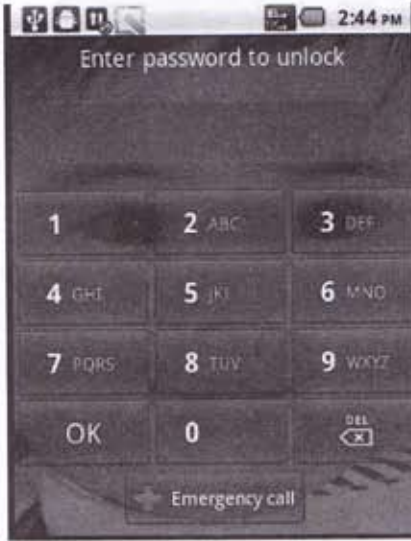 2:44 PM
Enter password to unlock
1 2 ABC 3 DEF
4 GHI 5 JKL 6 MNO
7 PQRS 8 TUV 9 WXYZ
OK 0 DEL
Emergency call